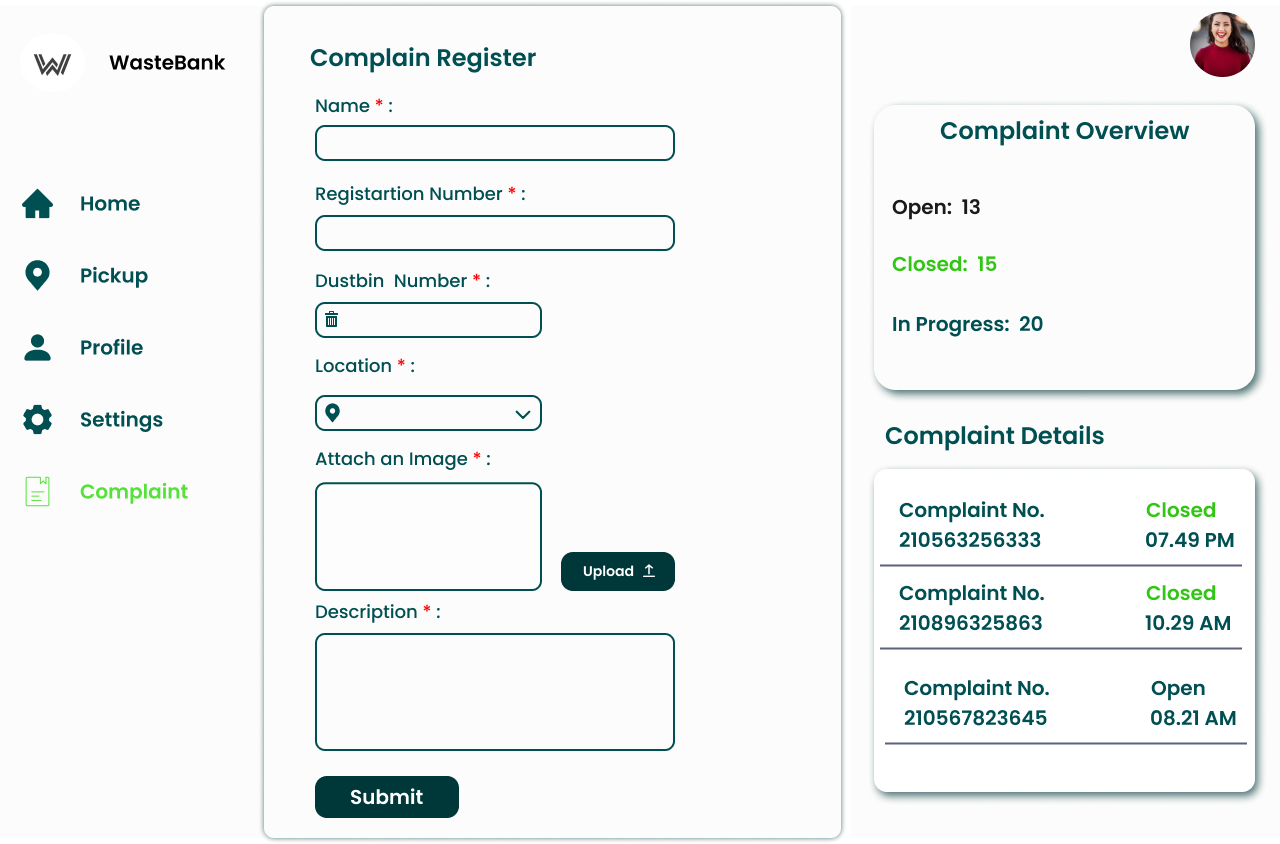 WasteBank
Home
Pickup
Profile
Settings
Complaint
Complain Register
Name * :
Registartion Number * :
Dustbin  Number * :
Location * :
Attach an Image * :
Upload
Description * :
Submit
Complaint Overview
Open:  13
Closed:  15
In Progress:  20
Complaint Details
Complaint No. Closed
210563256333 07.49 PM
Complaint No. Closed
210896325863 10.29 AM
Complaint No. Open
210567823645 08.21 AM